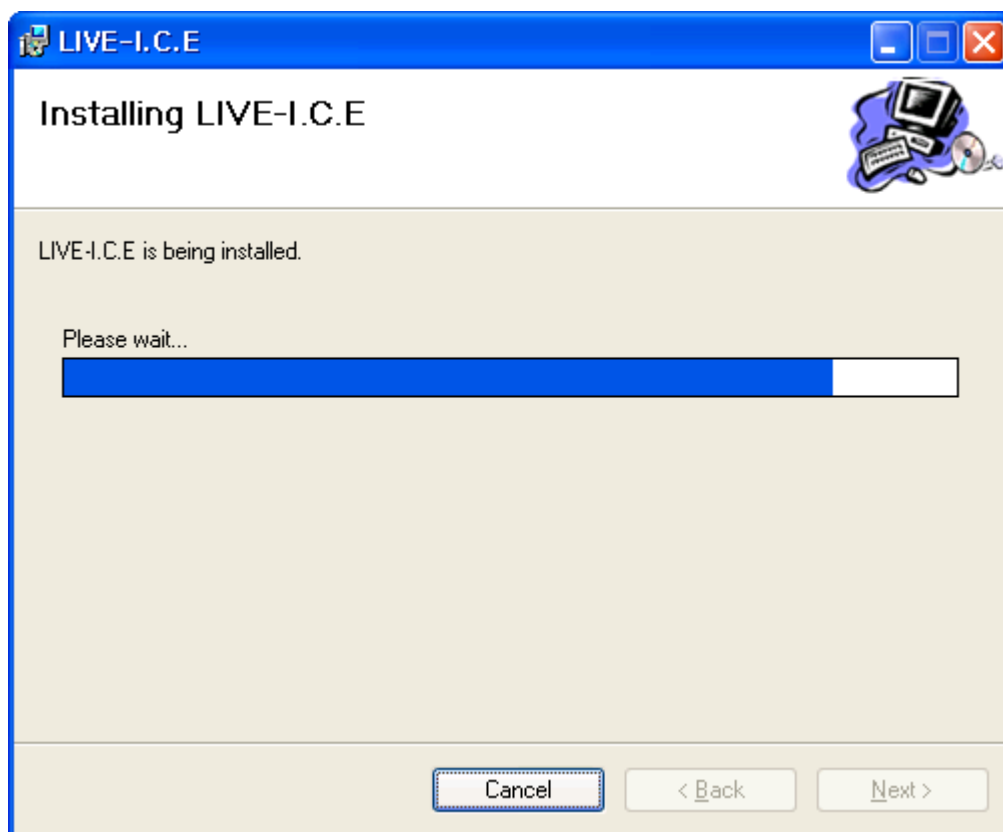 LIVE-I.C.E
Installing LIVE-I.C.E
LIVE-I.C.E is being installed.
Please wait...
Cancel
< Back
Next >